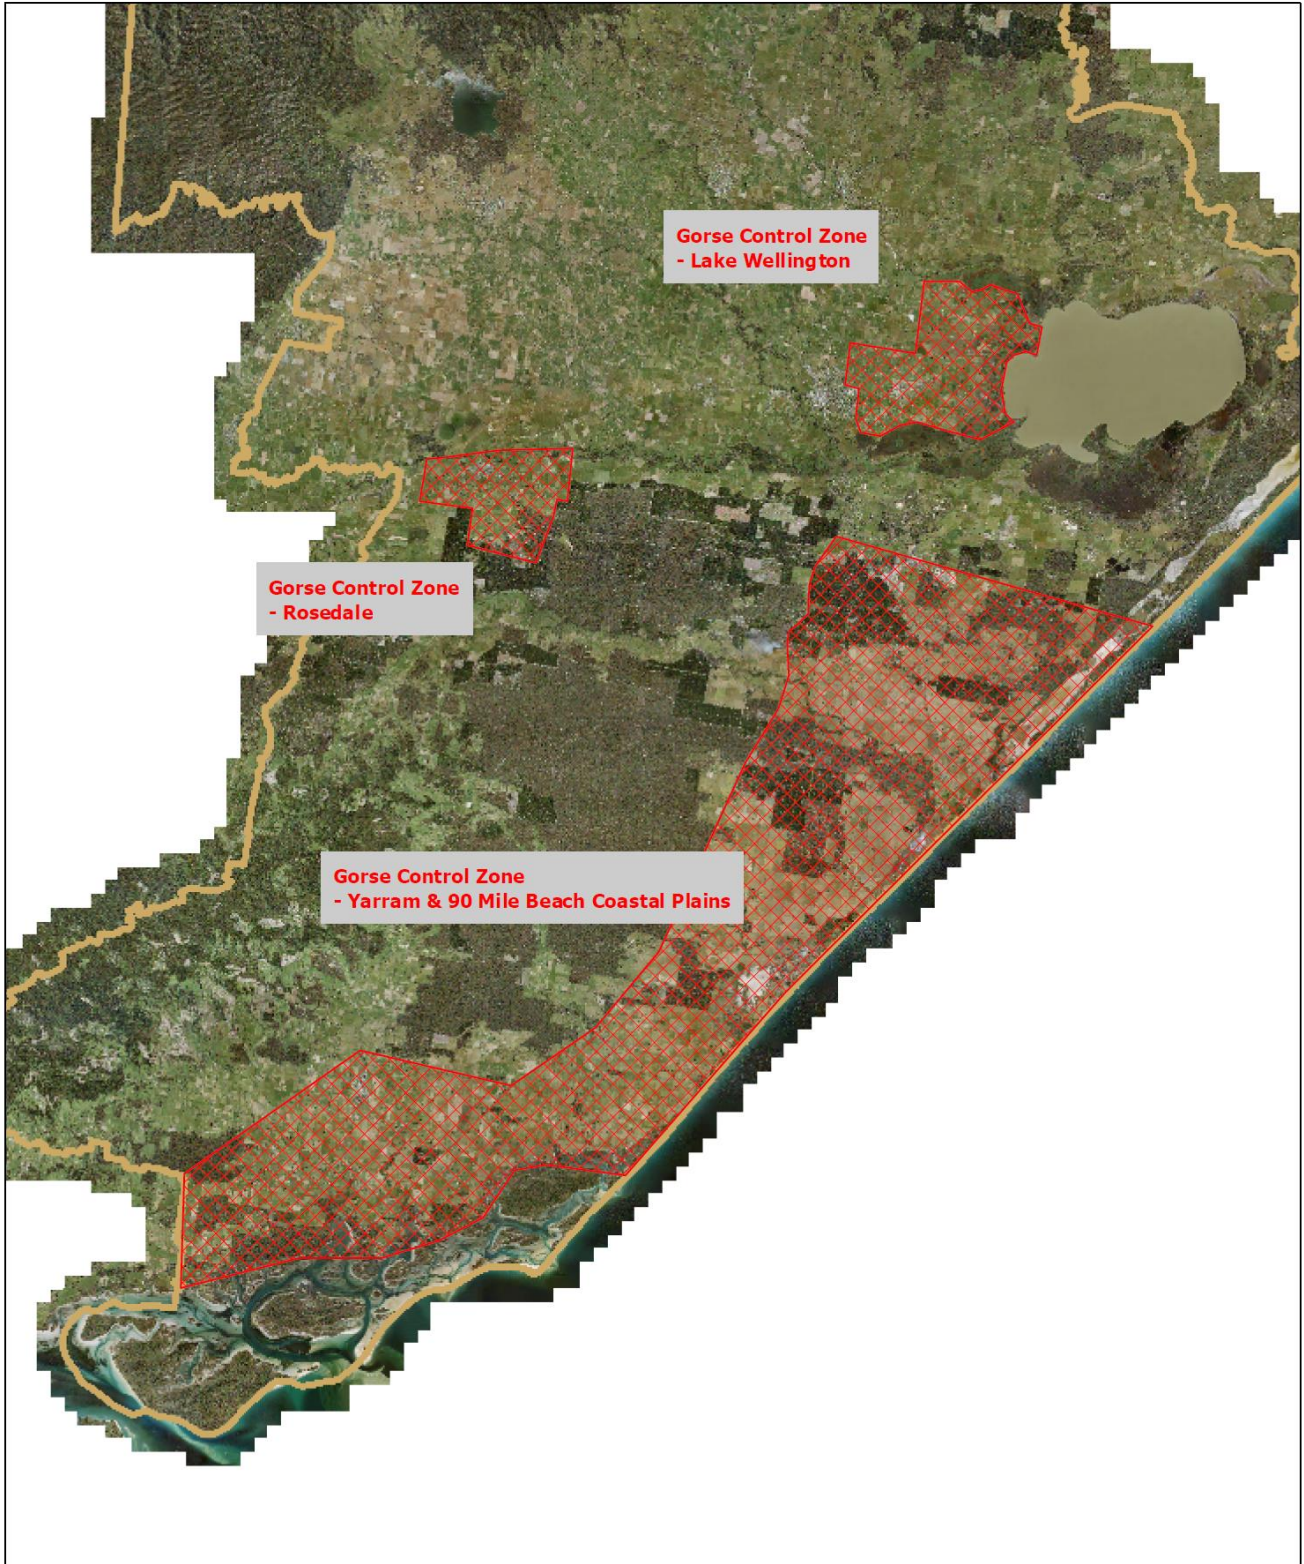 Gorse Control Zone
- Lake Wellington
Gorse Control Zone
- Rosedale
Gorse Control Zone
- Yarram & 90 Mile Beach Coastal Plains